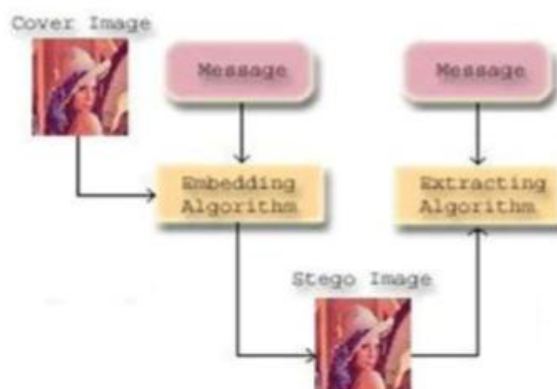 Cover Image
Message
Message
Embedding
Algorithm
Extracting
Algorithm
Stego Image